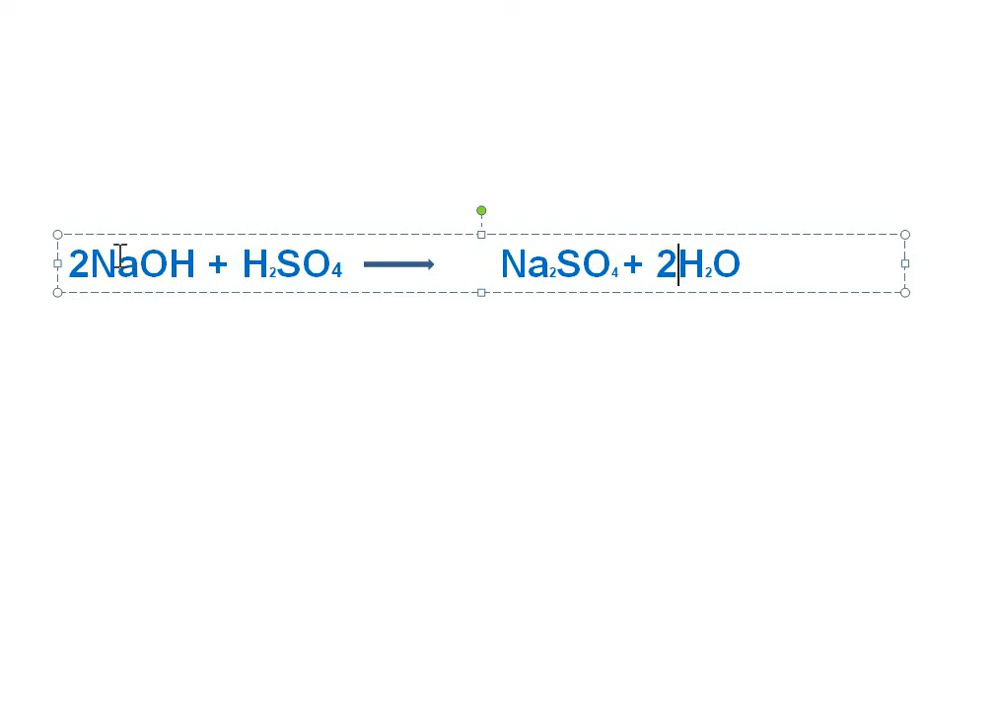 2NaOH + H₂SO₄ ⟶ Na₂SO₄ + 2H₂O